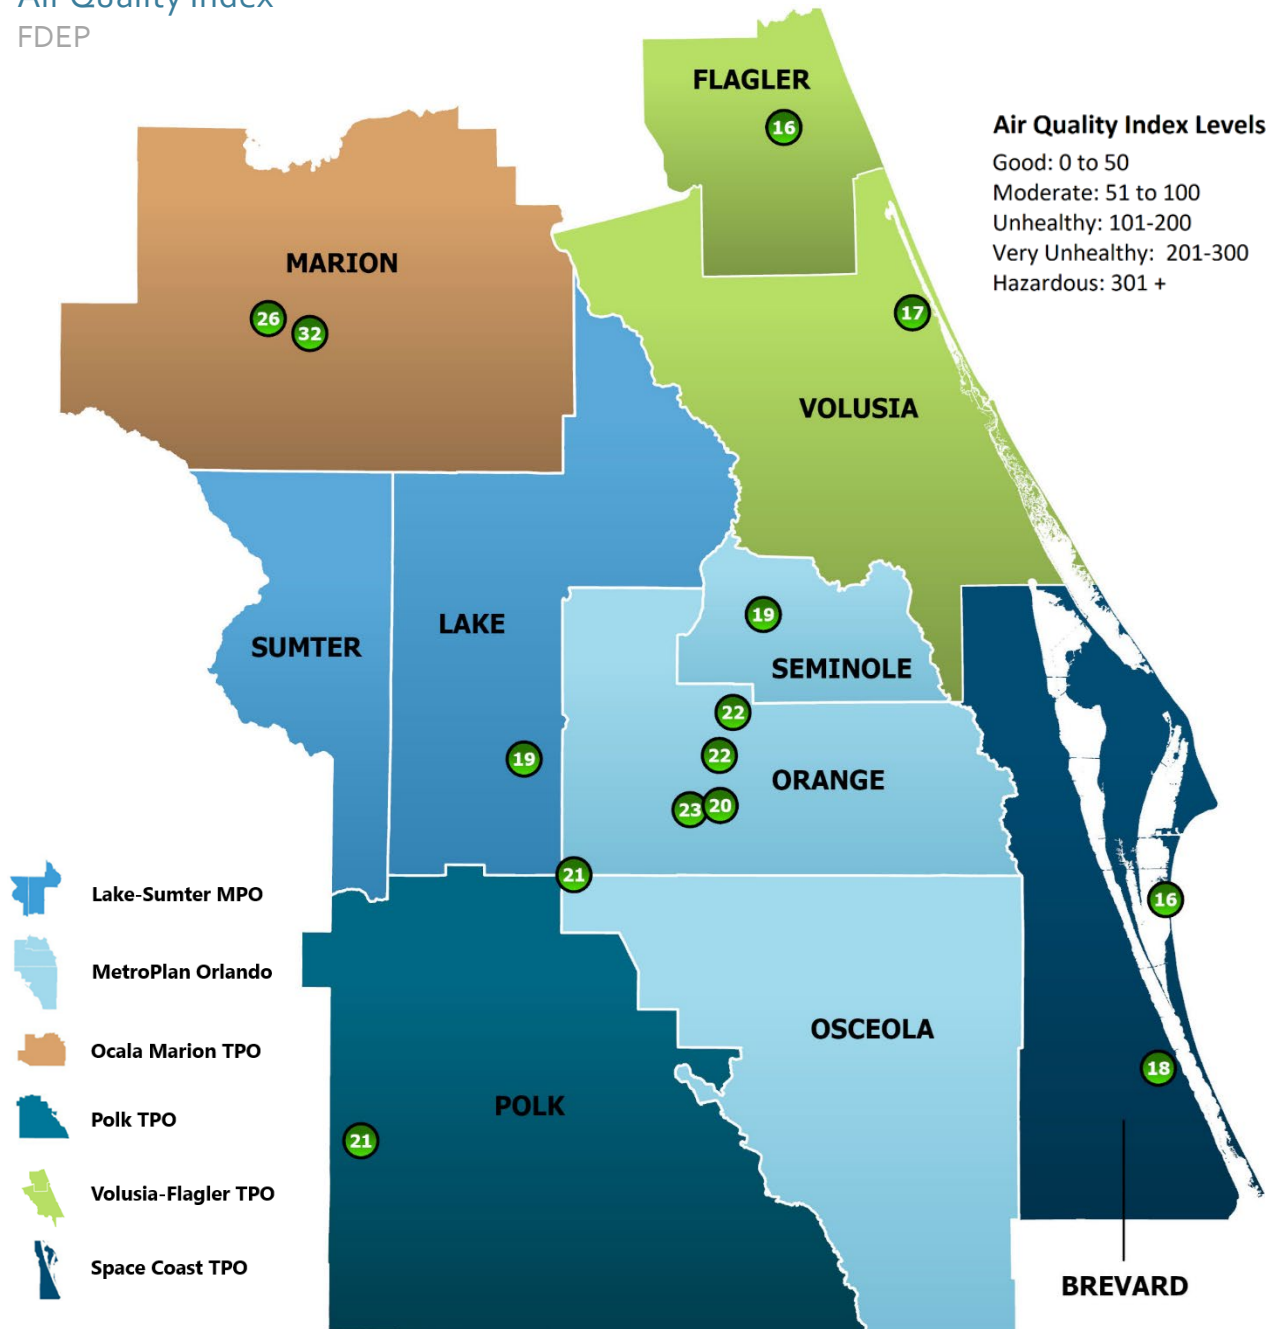 Air Quality Index
FDEP
FLAGLER
16
Air Quality Index Levels
Good: 0 to 50
Moderate: 51 to 100
Unhealthy: 101-200
Very Unhealthy: 201-300
Hazardous: 301 +
MARION
26
32
17
VOLUSIA
19
LAKE
SUMTER
SEMINOLE
22
22
19
ORANGE
23
20
21
16
Lake-Sumter MPO
MetroPlan Orlando
OSCEOLA
Ocala Marion TPO
18
POLK
Polk TPO
21
Volusia-Flagler TPO
Space Coast TPO
BREVARD